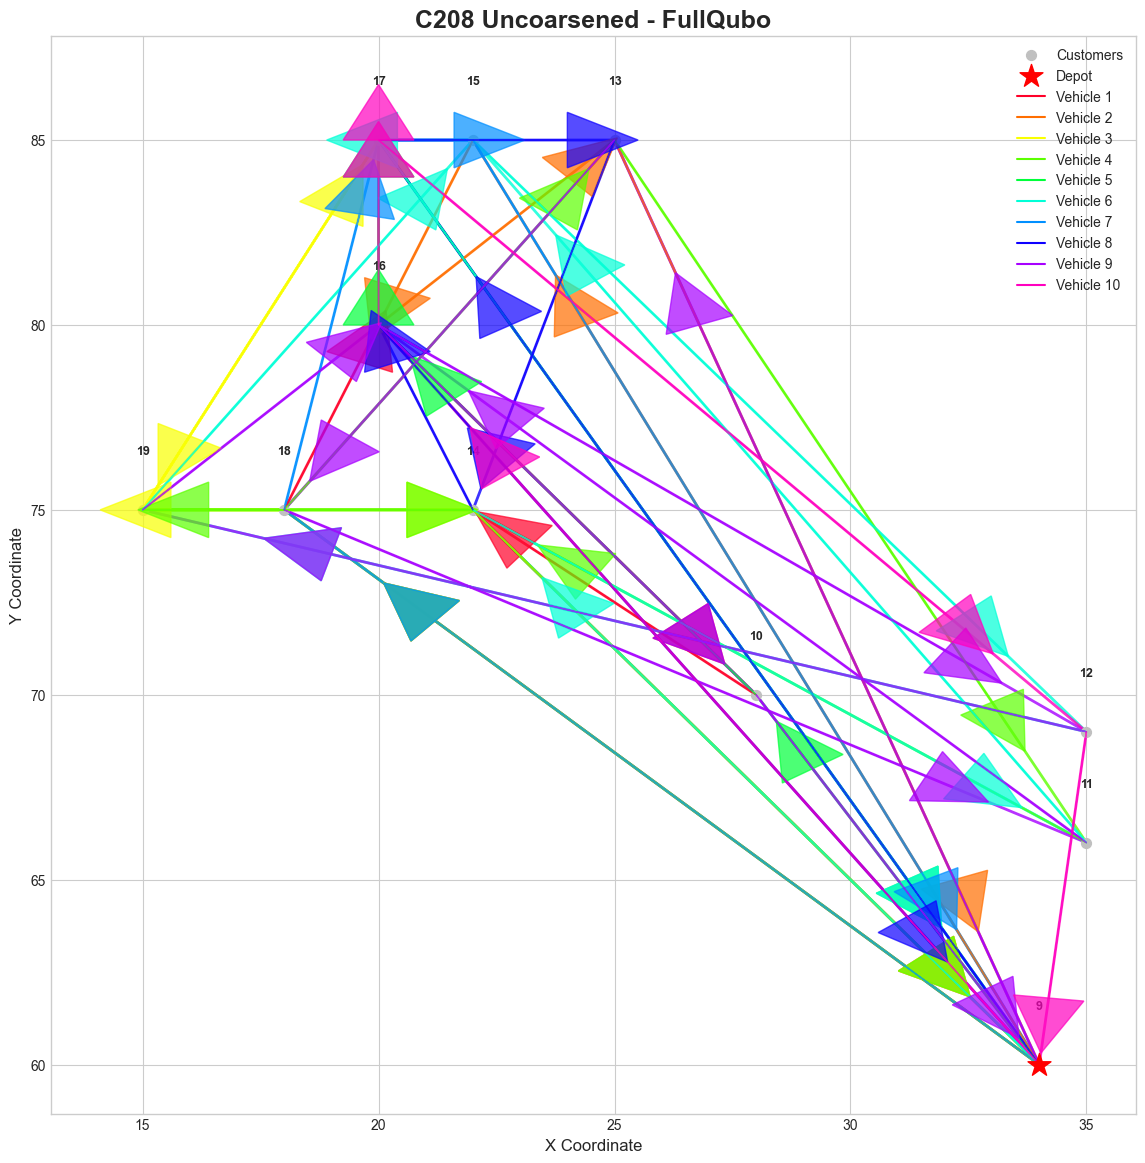 C208 Uncoarsened - FullQubo
17
15
13
Customers
Depot
Vehicle 1
Vehicle 2
Vehicle 3
Vehicle 4
Vehicle 5
Vehicle 6
Vehicle 7
Vehicle 8
Vehicle 9
Vehicle 10
85
16
80
19
18
14
75
10
12
70
11
65
9
60
15
20
25
30
35
Y Coordinate
X Coordinate